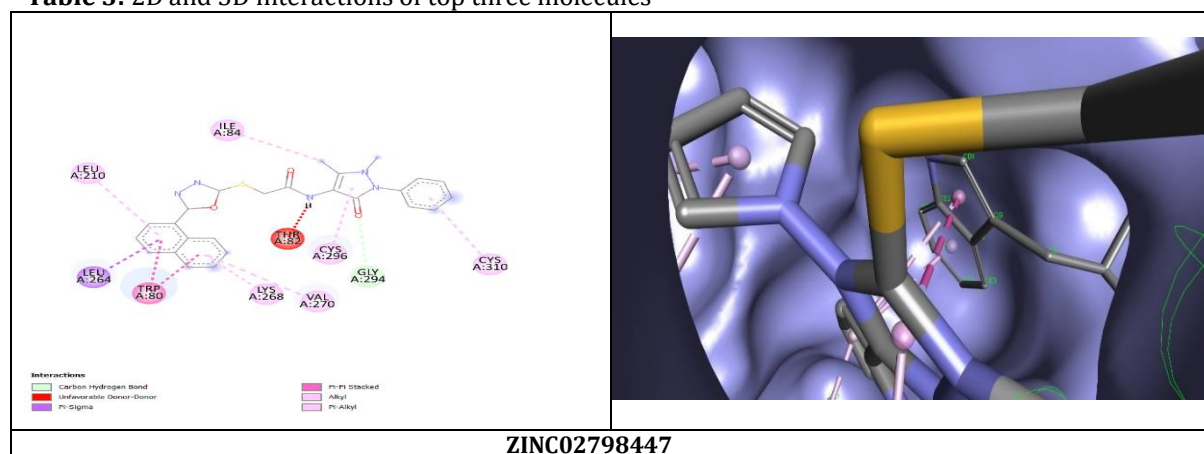 Table 3: 2D and 3D interactions of top three molecules
ILE
A:84
LEU
A:210
N
N
S
O
O
N
H
N
N
O
THR
A:82
CYS
A:296
GLY
A:294
CYS
A:310
LEU
A:264
TRP
A:80
LYS
A:268
VAL
A:270
Interactions
Carbon Hydrogen Bond
Unfavorable Donor-Donor
Pi-Sigma
Pi-Pi Stacked
Alkyl
Pi-Alkyl
ZINC02798447